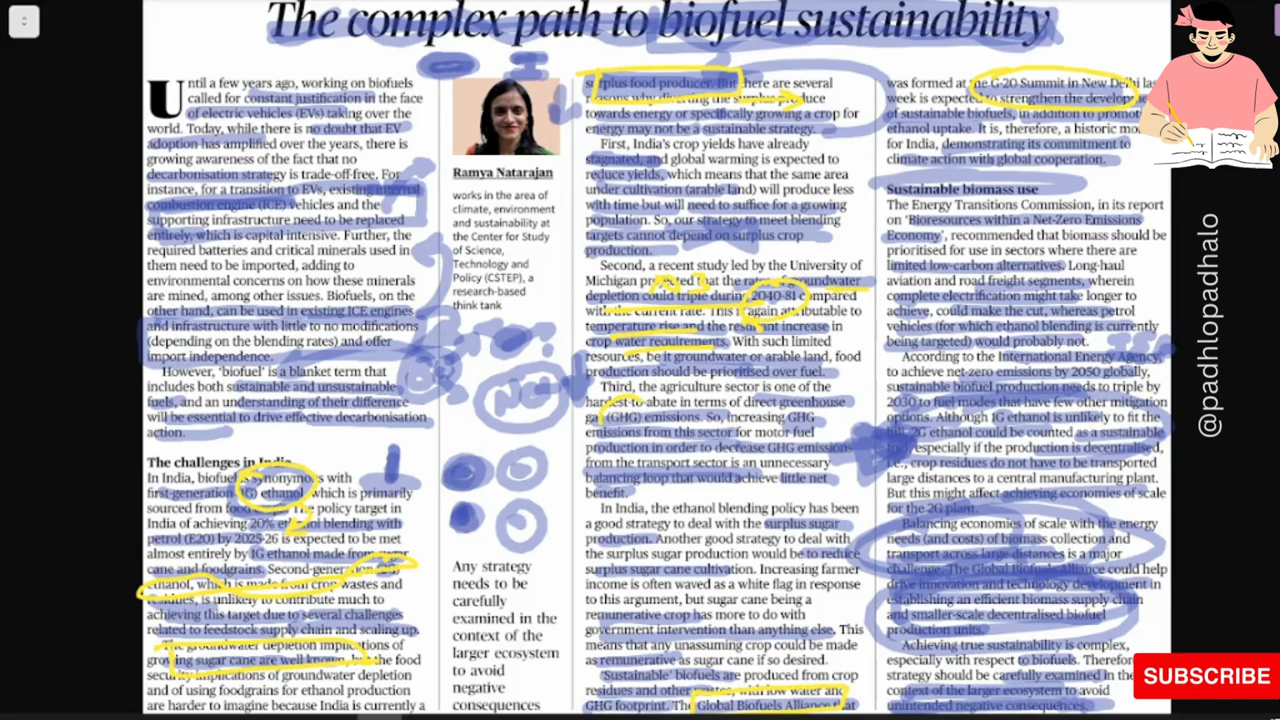 The complex path to biofuel sustainability
Until a few years ago, working on biofuels
called for constant justification in the face
of electric vehicles (EVs) taking over the
world. Today, while there is no doubt that EV
adoption has amplified over the years, there is
growing awareness of the fact that no
decarbonisation strategy is trade-off-free. For
instance, for a transition to EVs, existing internal
combustion engine (ICE) vehicles and the
supporting infrastructure need to be replaced
entirely, which is capital intensive. Further, the
required batteries and critical minerals used in
them need to be imported, adding to
environmental concerns on how these minerals
are mined, among other issues. Biofuels, on the
other hand, can be used in existing ICE engines
and infrastructure with little to no modifications
(depending on the blending rates) and offer
import independence.
However, ‘biofuel’ is a blanket term that
includes both sustainable and unsustainable
fuels, and an understanding of their difference
will be essential to drive effective decarbonisation
action.
The challenges in India
In India, biofuel is synonymous with
first-generation ethanol, which is primarily
sourced from policy target in
India of achieving 20% ethanol blending with
petrol (E20) by 2025-26 is expected to be met
almost entirely by 1G ethanol made from sugar
cane and foodgrains. Second-generation
ethanol, which is made from crop wastes and
residues, is unlikely to contribute much to
achieving this target due to several challenges
related to feedstock supply chain and scaling up.
The groundwater depletion implications of
growing sugar cane are well known, but the food
security implications of groundwater depletion
and of using foodgrains for ethanol production
are harder to imagine because India is currently a
Ramya Natarajan
works in the area of
climate, environment
and sustainability at
the Center for Study
of Science,
Technology and
Policy (CSTEP), a
research-based
think tank
Any strategy
needs to be
carefully
examined in the
context of the
larger ecosystem
to avoid
negative
consequences
surplus food producer. But there are several
reasons why diverting the surplus produce
towards energy or specifically growing a crop for
energy may not be a sustainable strategy.
First, India’s crop yields have already
stagnated, and global warming is expected to
reduce yields, which means that the same area
under cultivation (arable land) will produce less
with time but will need to suffice for a growing
population. So, our strategy to meet blending
targets cannot depend on surplus crop
production.
Second, a recent study led by the University of
Michigan projected that the rates of groundwater
depletion could triple during 2040-81 compared
with the current rate. This is again attributable to
temperature rise and the resultant increase in
crop water requirements. With such limited
resources, be it groundwater or arable land, food
production should be prioritised over fuel.
Third, the agriculture sector is one of the
hardest-to-abate in terms of direct greenhouse
gas (GHG) emissions. So, increasing GHG
emissions from this sector for motor fuel
production in order to decrease GHG emissions
from the transport sector is an unnecessary
balancing loop that would achieve little net
benefit.
In India, the ethanol blending policy has
been a good strategy to deal with the surplus sugar
production. Another good strategy to deal with
the surplus sugar production would be to reduce
surplus sugar cane cultivation. Increasing farmer
income is often waved as a white flag in response
to this argument, but sugar cane being a
remunerative crop has more to do with
government intervention than anything else. This
means that any unassuming crop could be made
as remunerative as sugar cane if so desired.
‘Sustainable’ biofuels are produced from crop
residues and other wastes, with low water and
GHG footprint. The Global Biofuels Alliance that
was formed at the G-20 Summit in New Delhi las
week is expected to strengthen the developme
of sustainable biofuels, in addition to promot
ethanol uptake. It is, therefore, a historic mo
for India, demonstrating its commitment to
climate action with global cooperation.
Sustainable biomass use
The Energy Transitions Commission, in its report
on ‘Bioresources within a Net-Zero Emissions
Economy’, recommended that biomass should be
prioritised for use in sectors where there are
limited low-carbon alternatives. Long-haul
aviation and road freight segments, wherein
complete electrification might take longer to
achieve, could make the cut, whereas petrol
vehicles (for which ethanol blending is currently
being targeted) would probably not.
According to the International Energy Agency,
to achieve net-zero emissions by 2050 globally,
sustainable biofuel production needs to triple by
2030 to fuel modes that have few other mitigation
options. Although 1G ethanol is unlikely to fit the
bill, 2G ethanol could be counted as a sustainable
fuel, especially if the production is decentralised,
i.e., crop residues do not have to be transported
large distances to a central manufacturing plant.
But this might affect achieving economies of scale
for the 2G plant.
Balancing economies of scale with the energy
needs (and costs) of biomass collection and
transport across large distances is a major
challenge. The Global Biofuels Alliance could help
drive innovation and technology development in
establishing an efficient biomass supply chain
and smaller-scale decentralised biofuel
production units.
Achieving true sustainability is complex,
especially with respect to biofuels. Therefor
strategy should be carefully examined in the
context of the larger ecosystem to avoid
unintended negative consequences.
@padhlopadhalo
SUBSCRIBE